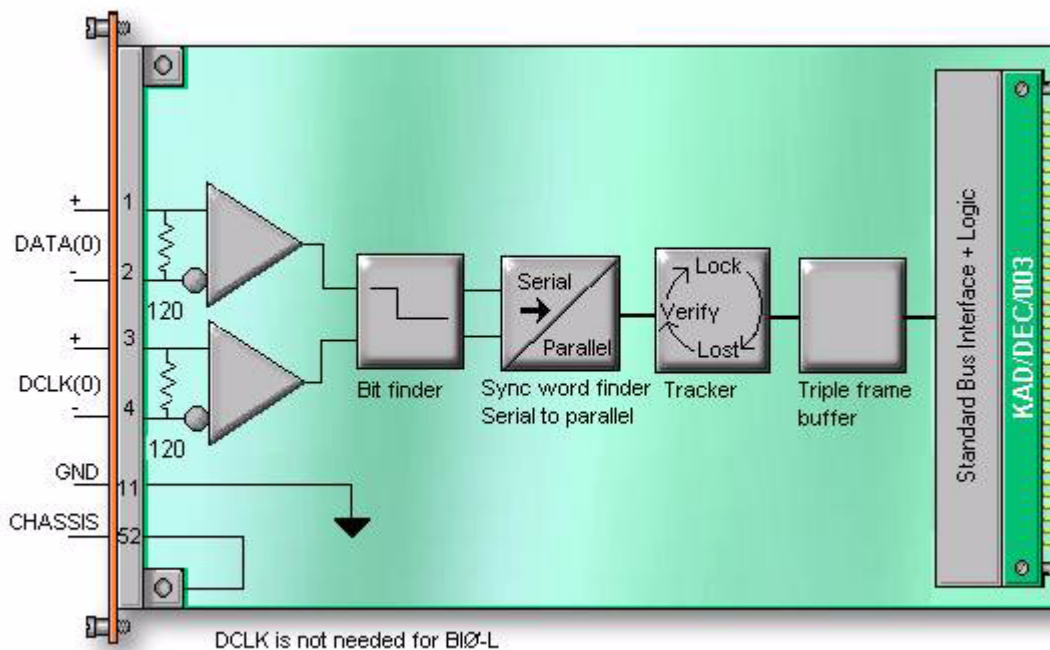 +
1
DATA(0)
-
2
120
+
3
DCLK(0)
-
4
120
GND
11
CHASSIS
52
Bit finder
Serial
Parallel
Sync word finder
Serial to parallel
Lock
Verify
Lost
Tracker
Triple frame
buffer
Standard Bus Interface + Logic
KAD/DEC/003
DCLK is not needed for BIØ-L